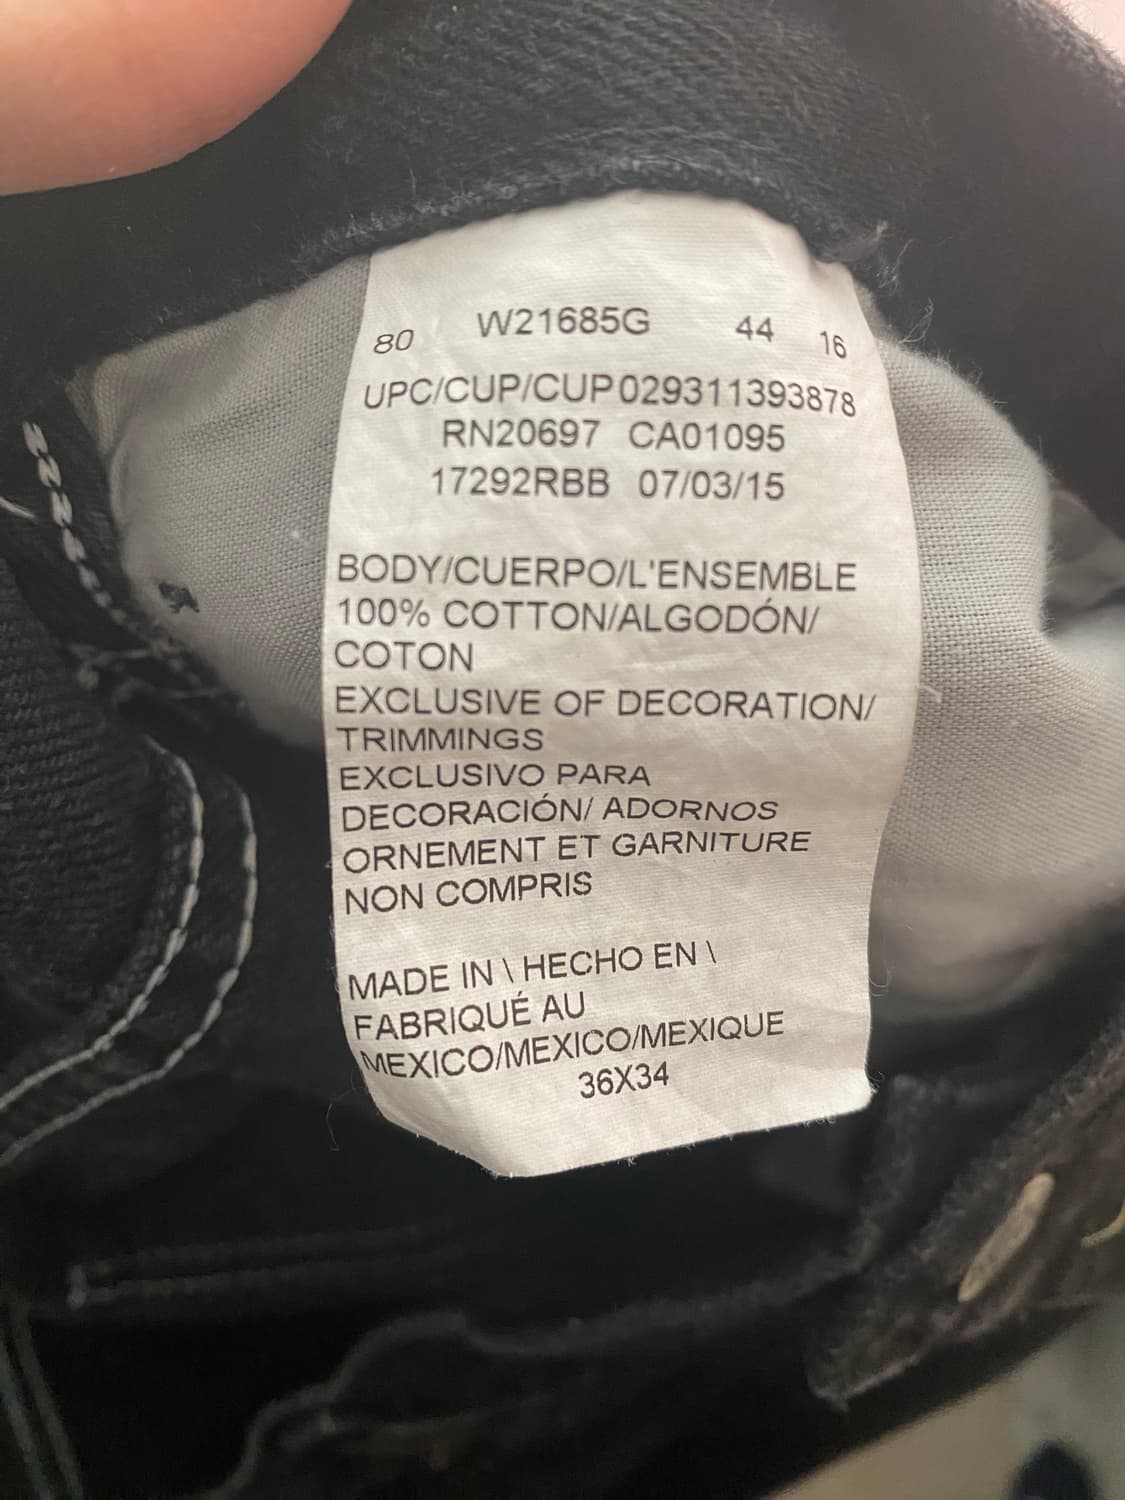 80 W21685G 44 16
UPC/CUP/CUP029311393878
RN20697 CA01095
17292RBB 07/03/15
BODY/CUERPO/L'ENSEMBLE
100% COTTON/ALGODÓN/
COTON
EXCLUSIVE OF DECORATION/
TRIMMINGS
EXCLUSIVO PARA
DECORACIÓN/ ADORNOS
ORNEMENT ET GARNITURE
NON COMPRIS
MADE IN \ HECHO EN \
FABRIQUÉ AU
MEXICO/MEXICO/MEXIQUE
36X34